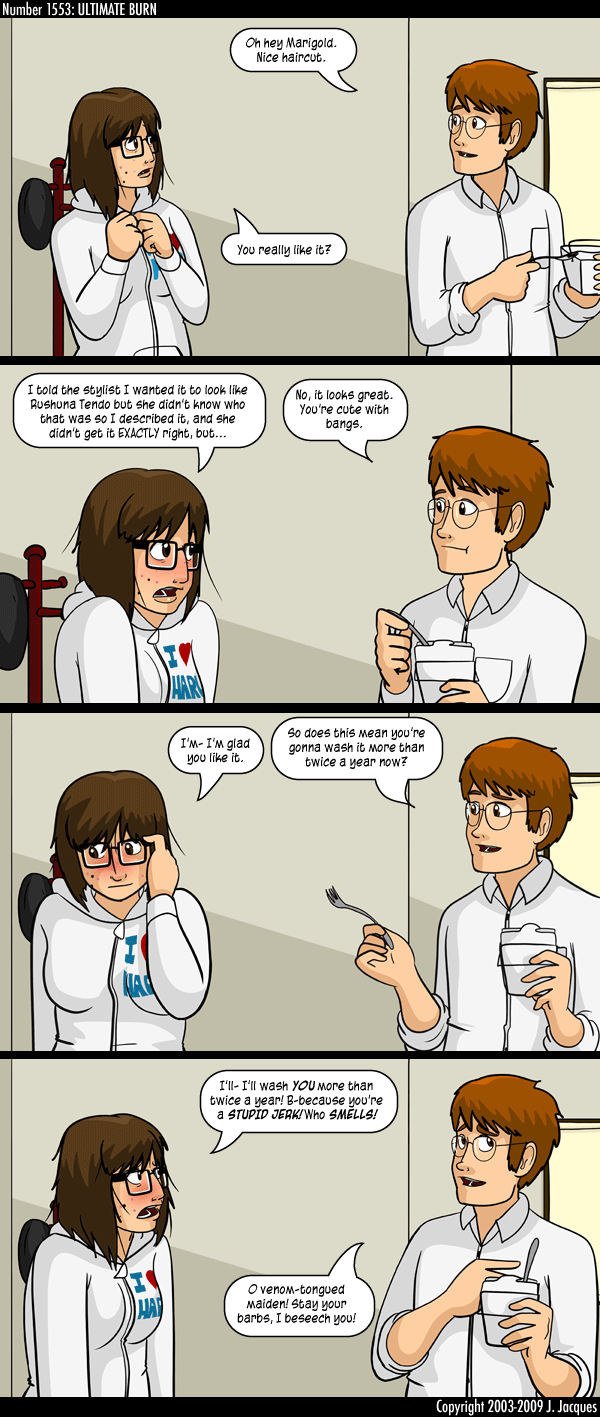 Number 1553: ULTIMATE BURN
Oh hey Marigold.
Nice haircut.
You really like it?
I told the stylist I wanted it to look like
Rushuna Tendo but she didn't know who
that was so I described it, and she
didn't get it EXACTLY right, but...
No, it looks great.
You're cute with
bangs.
I ♥
HAR
I'm- I'm glad
you like it.
So does this mean you're
gonna wash it more than
twice a year now?
I
HAR
I'll- I'll wash YOU more than
twice a year! B-because you're
a STUPID JERK! Who SMELLS!
I ♥
HAR
O venom-tongued
maiden! Stay your
barbs, I beseech you!
Copyright 2003-2009 J. Jacques